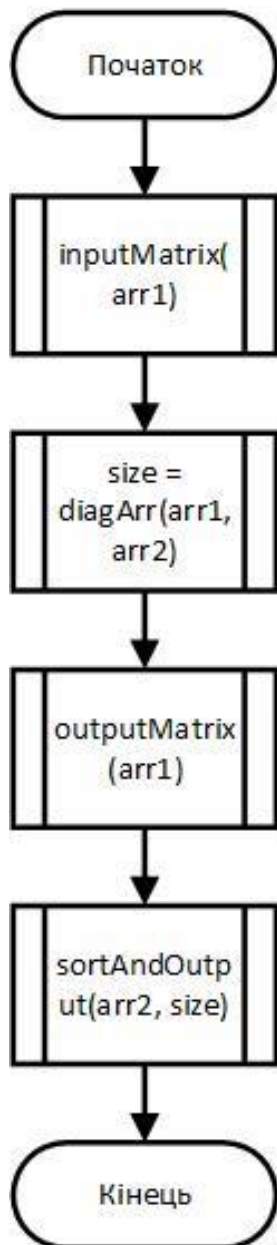 Початок
inputMatrix(
arr1)
size =
diagArr(arr1,
arr2)
outputMatrix
(arr1)
sortAndOutp
ut(arr2, size)
Кінець